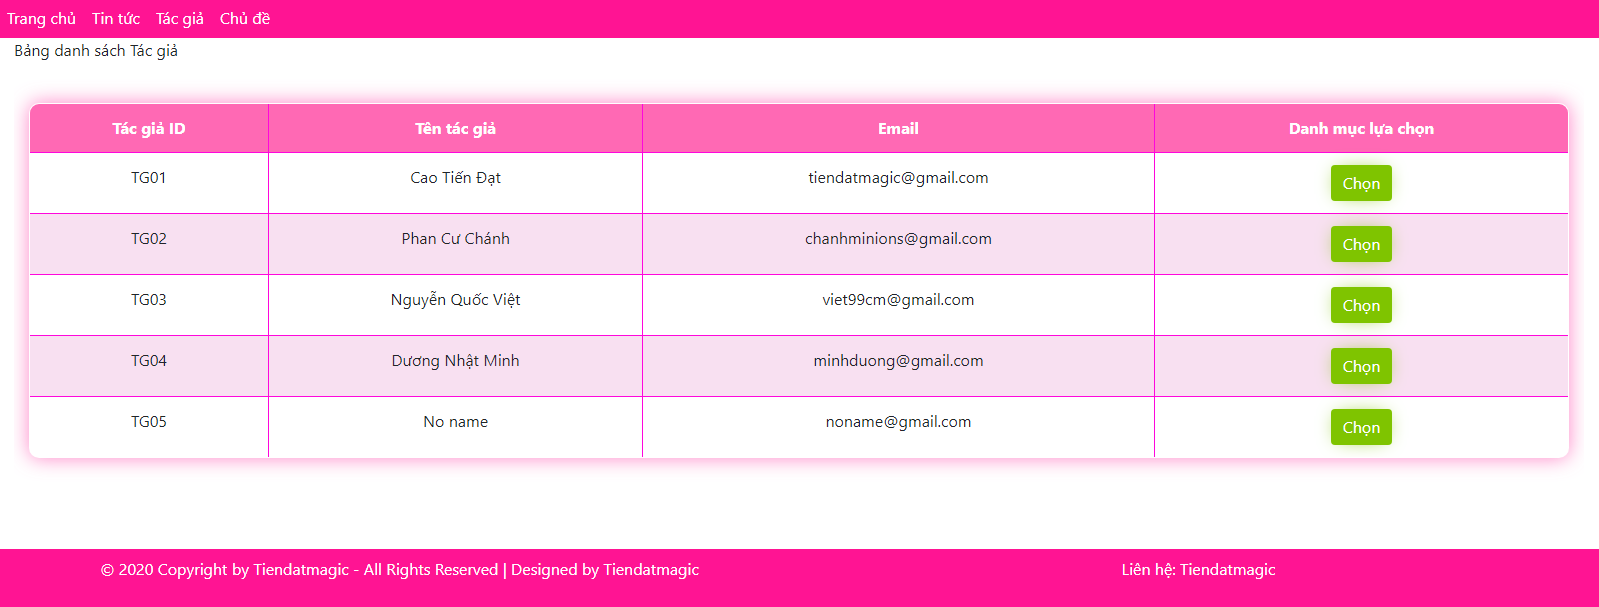 Trang chủ Tin tức Tác giả Chủ đề
Bảng danh sách Tác giả
Tác giả ID Tên tác giả Email Danh mục lựa chọn
TG01 Cao Tiến Đạt tiendatmagic@gmail.com Chọn
TG02 Phan Cư Chánh chanhminions@gmail.com Chọn
TG03 Nguyễn Quốc Việt viet99cm@gmail.com Chọn
TG04 Dương Nhật Minh minhduong@gmail.com Chọn
TG05 No name noname@gmail.com Chọn
© 2020 Copyright by Tiendatmagic - All Rights Reserved | Designed by Tiendatmagic Liên hệ: Tiendatmagic